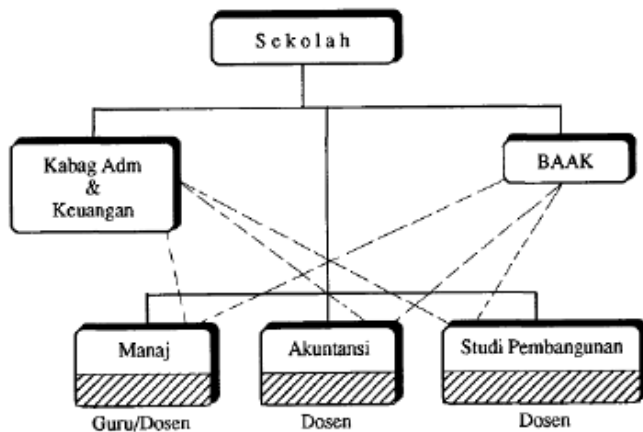 Sekolah
Kabag Adm
&
Keuangan
BAAK
Manaj
Akuntansi
Studi Pembangunan
Guru/Dosen
Dosen
Dosen